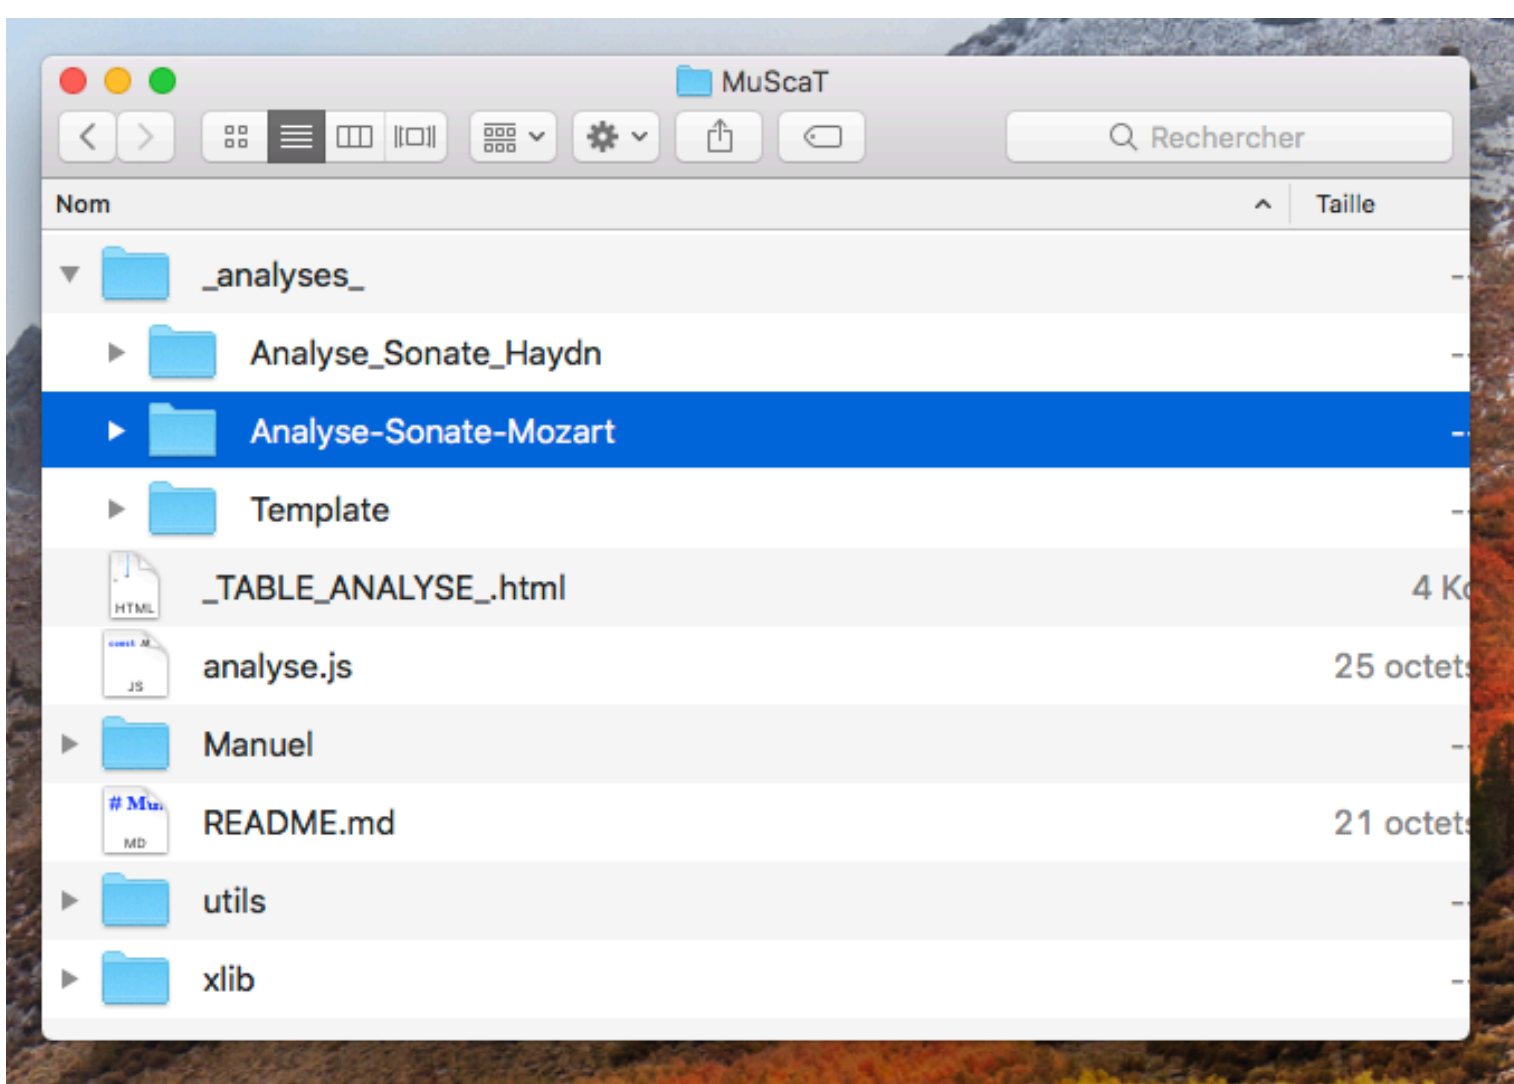 MuScaT
Rechercher
Nom Taille
_analyses_ --
Analyse_Sonate_Haydn --
Analyse-Sonate-Mozart --
Template --
HTML _TABLE_ANALYSE_.html 4 Ko
const M JS analyse.js 25 octets
Manuel --
# Mu MD README.md 21 octets
utils --
xlib --